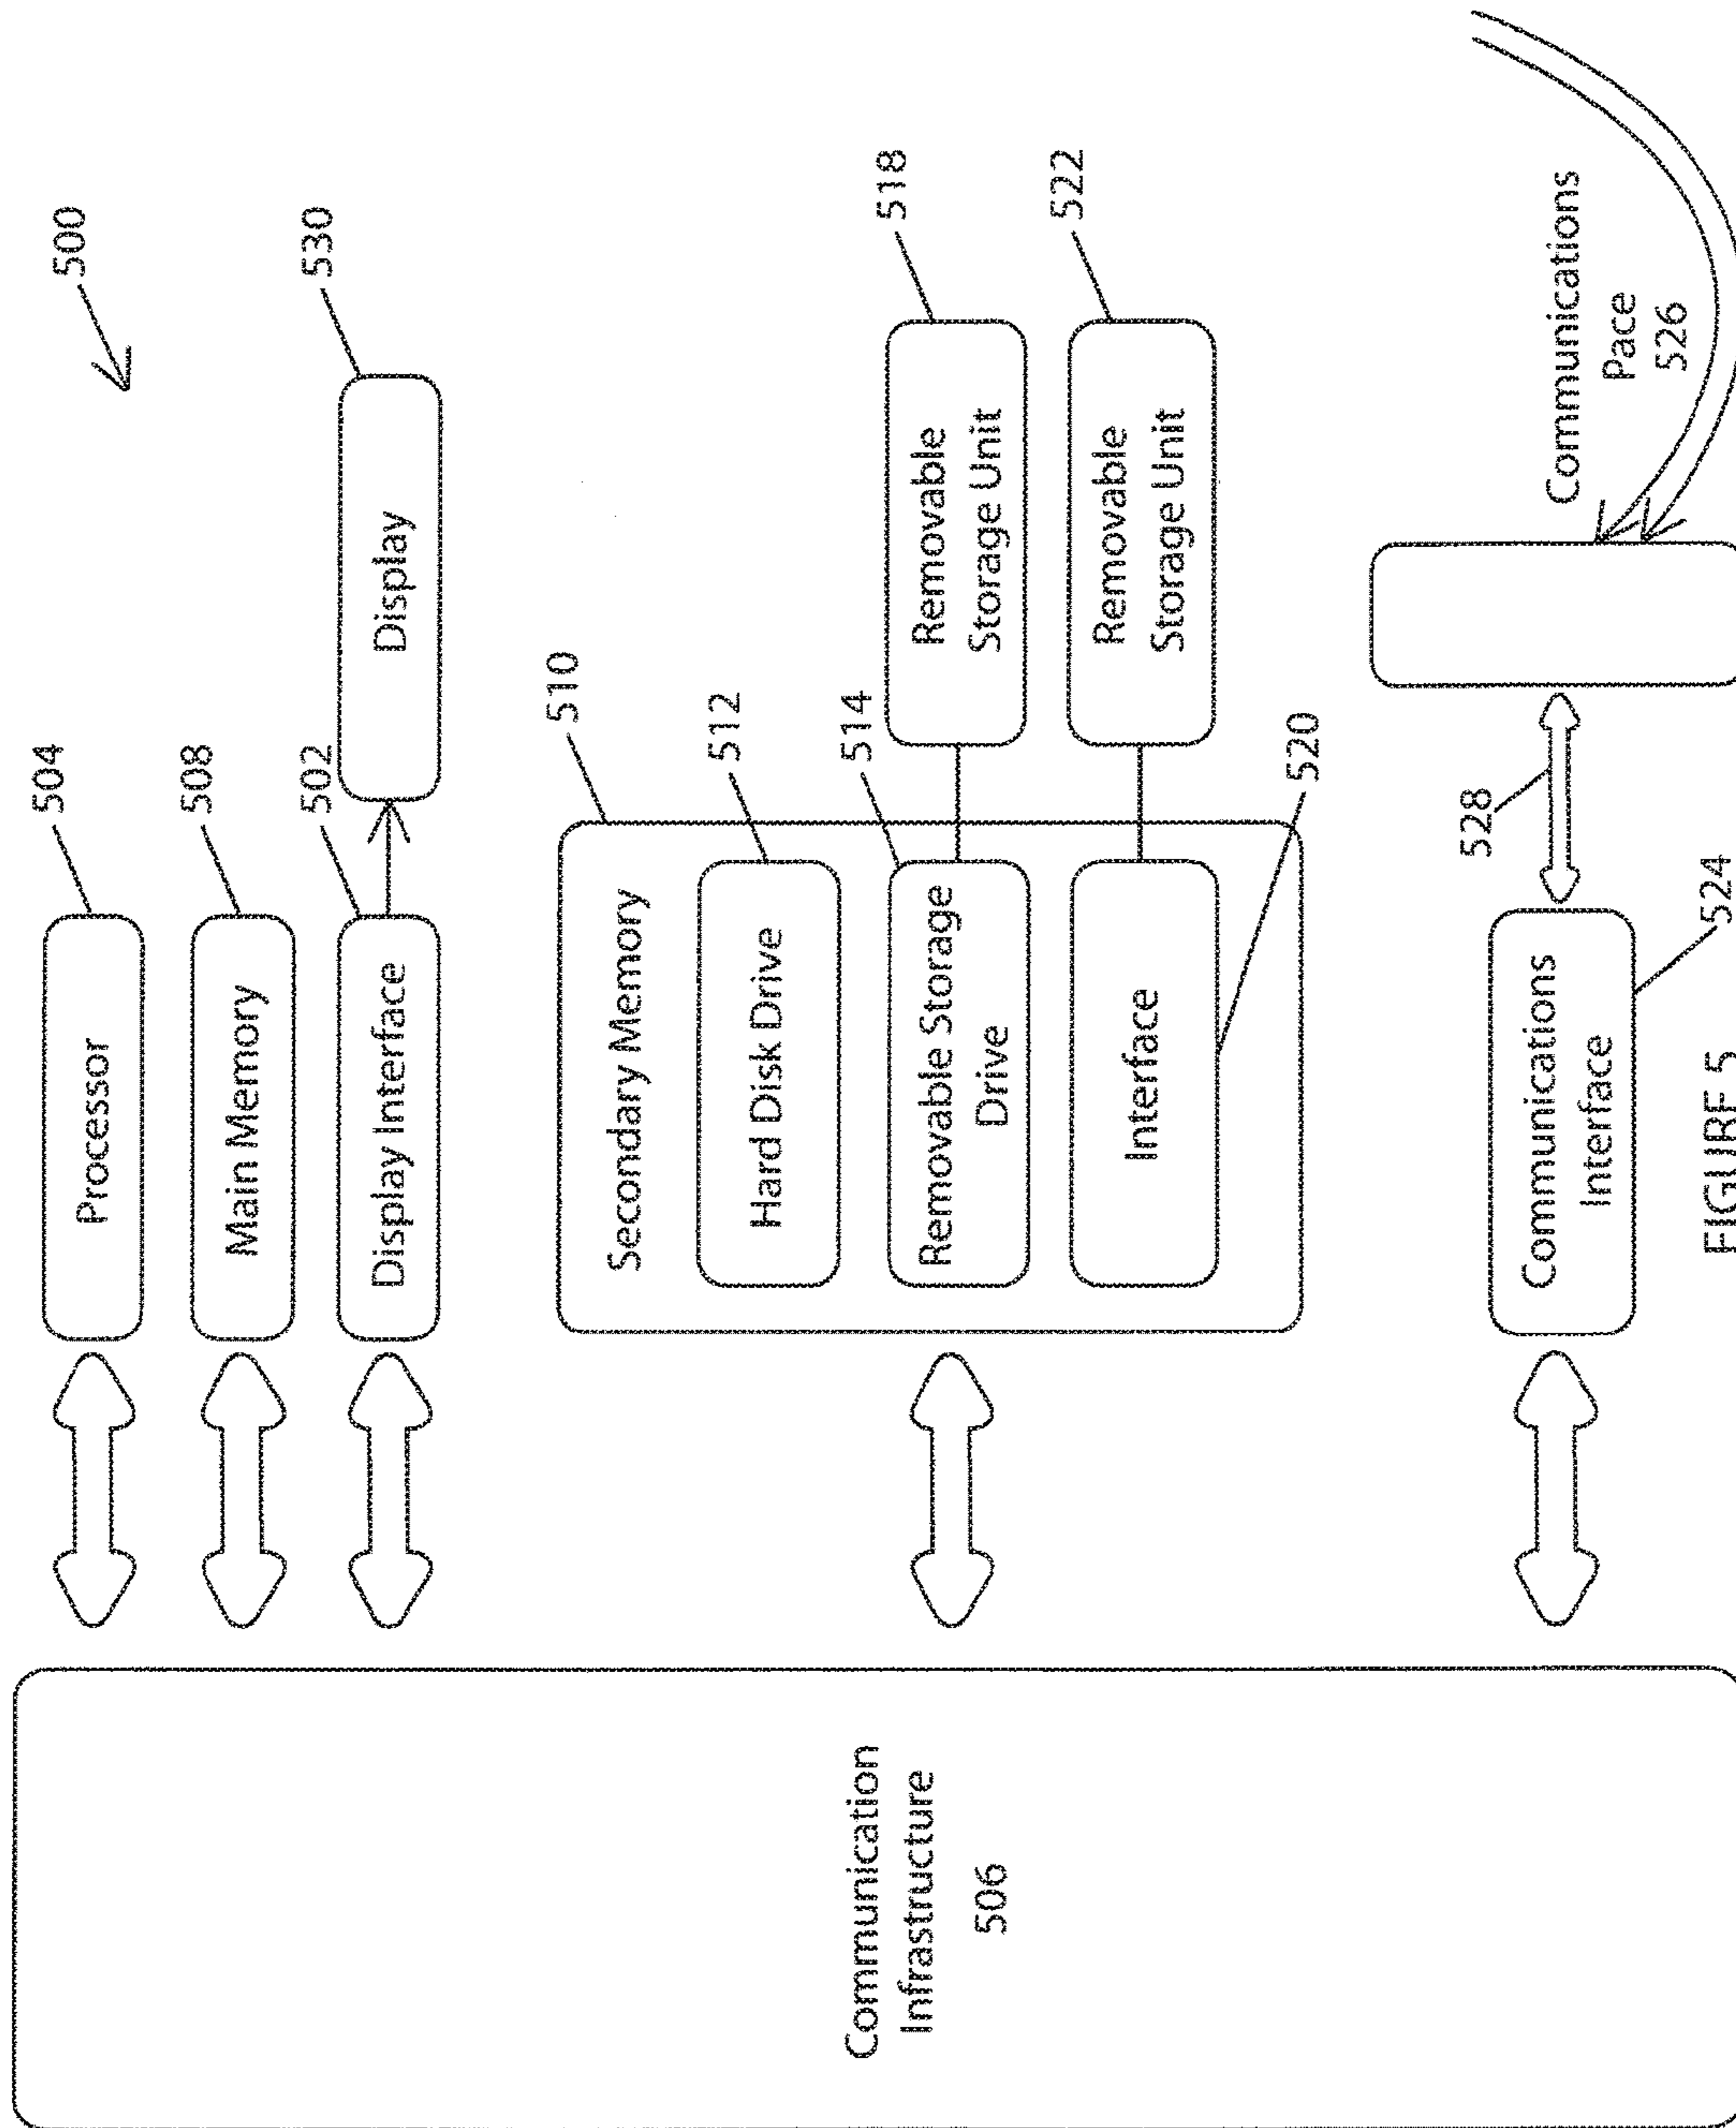 500
Processor
504
Main Memory
508
Display Interface
502
Display
530
Communication
Infrastructure
506
Secondary Memory
510
Hard Disk Drive
512
Removable Storage
Drive
514
Removable
Storage Unit
518
Interface
520
Removable
Storage Unit
522
Communications
Interface
524
528
Communications
Pace
526
FIGURE 5